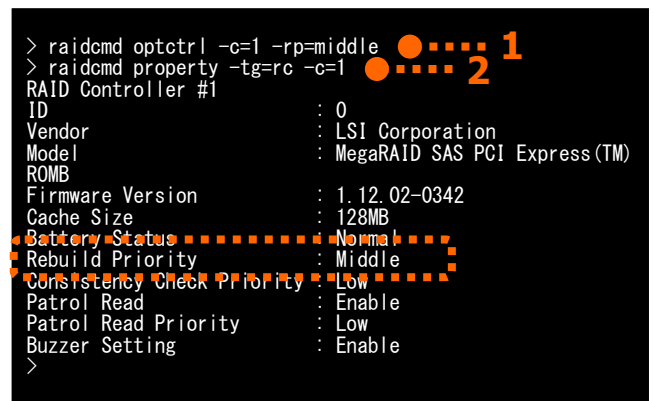 > raidcmd optctrl -c=1 -rp=middle 1
> raidcmd property -tg=rc -c=1 2
RAID Controller #1
ID : 0
Vendor : LSI Corporation
Model : MegaRAID SAS PCI Express(TM)
ROMB
Firmware Version : 1.12.02-0342
Cache Size : 128MB
Battery Status : Normal
Rebuild Priority : Middle
Consistency Check Priority : Low
Patrol Read : Enable
Patrol Read Priority : Low
Buzzer Setting : Enable
>